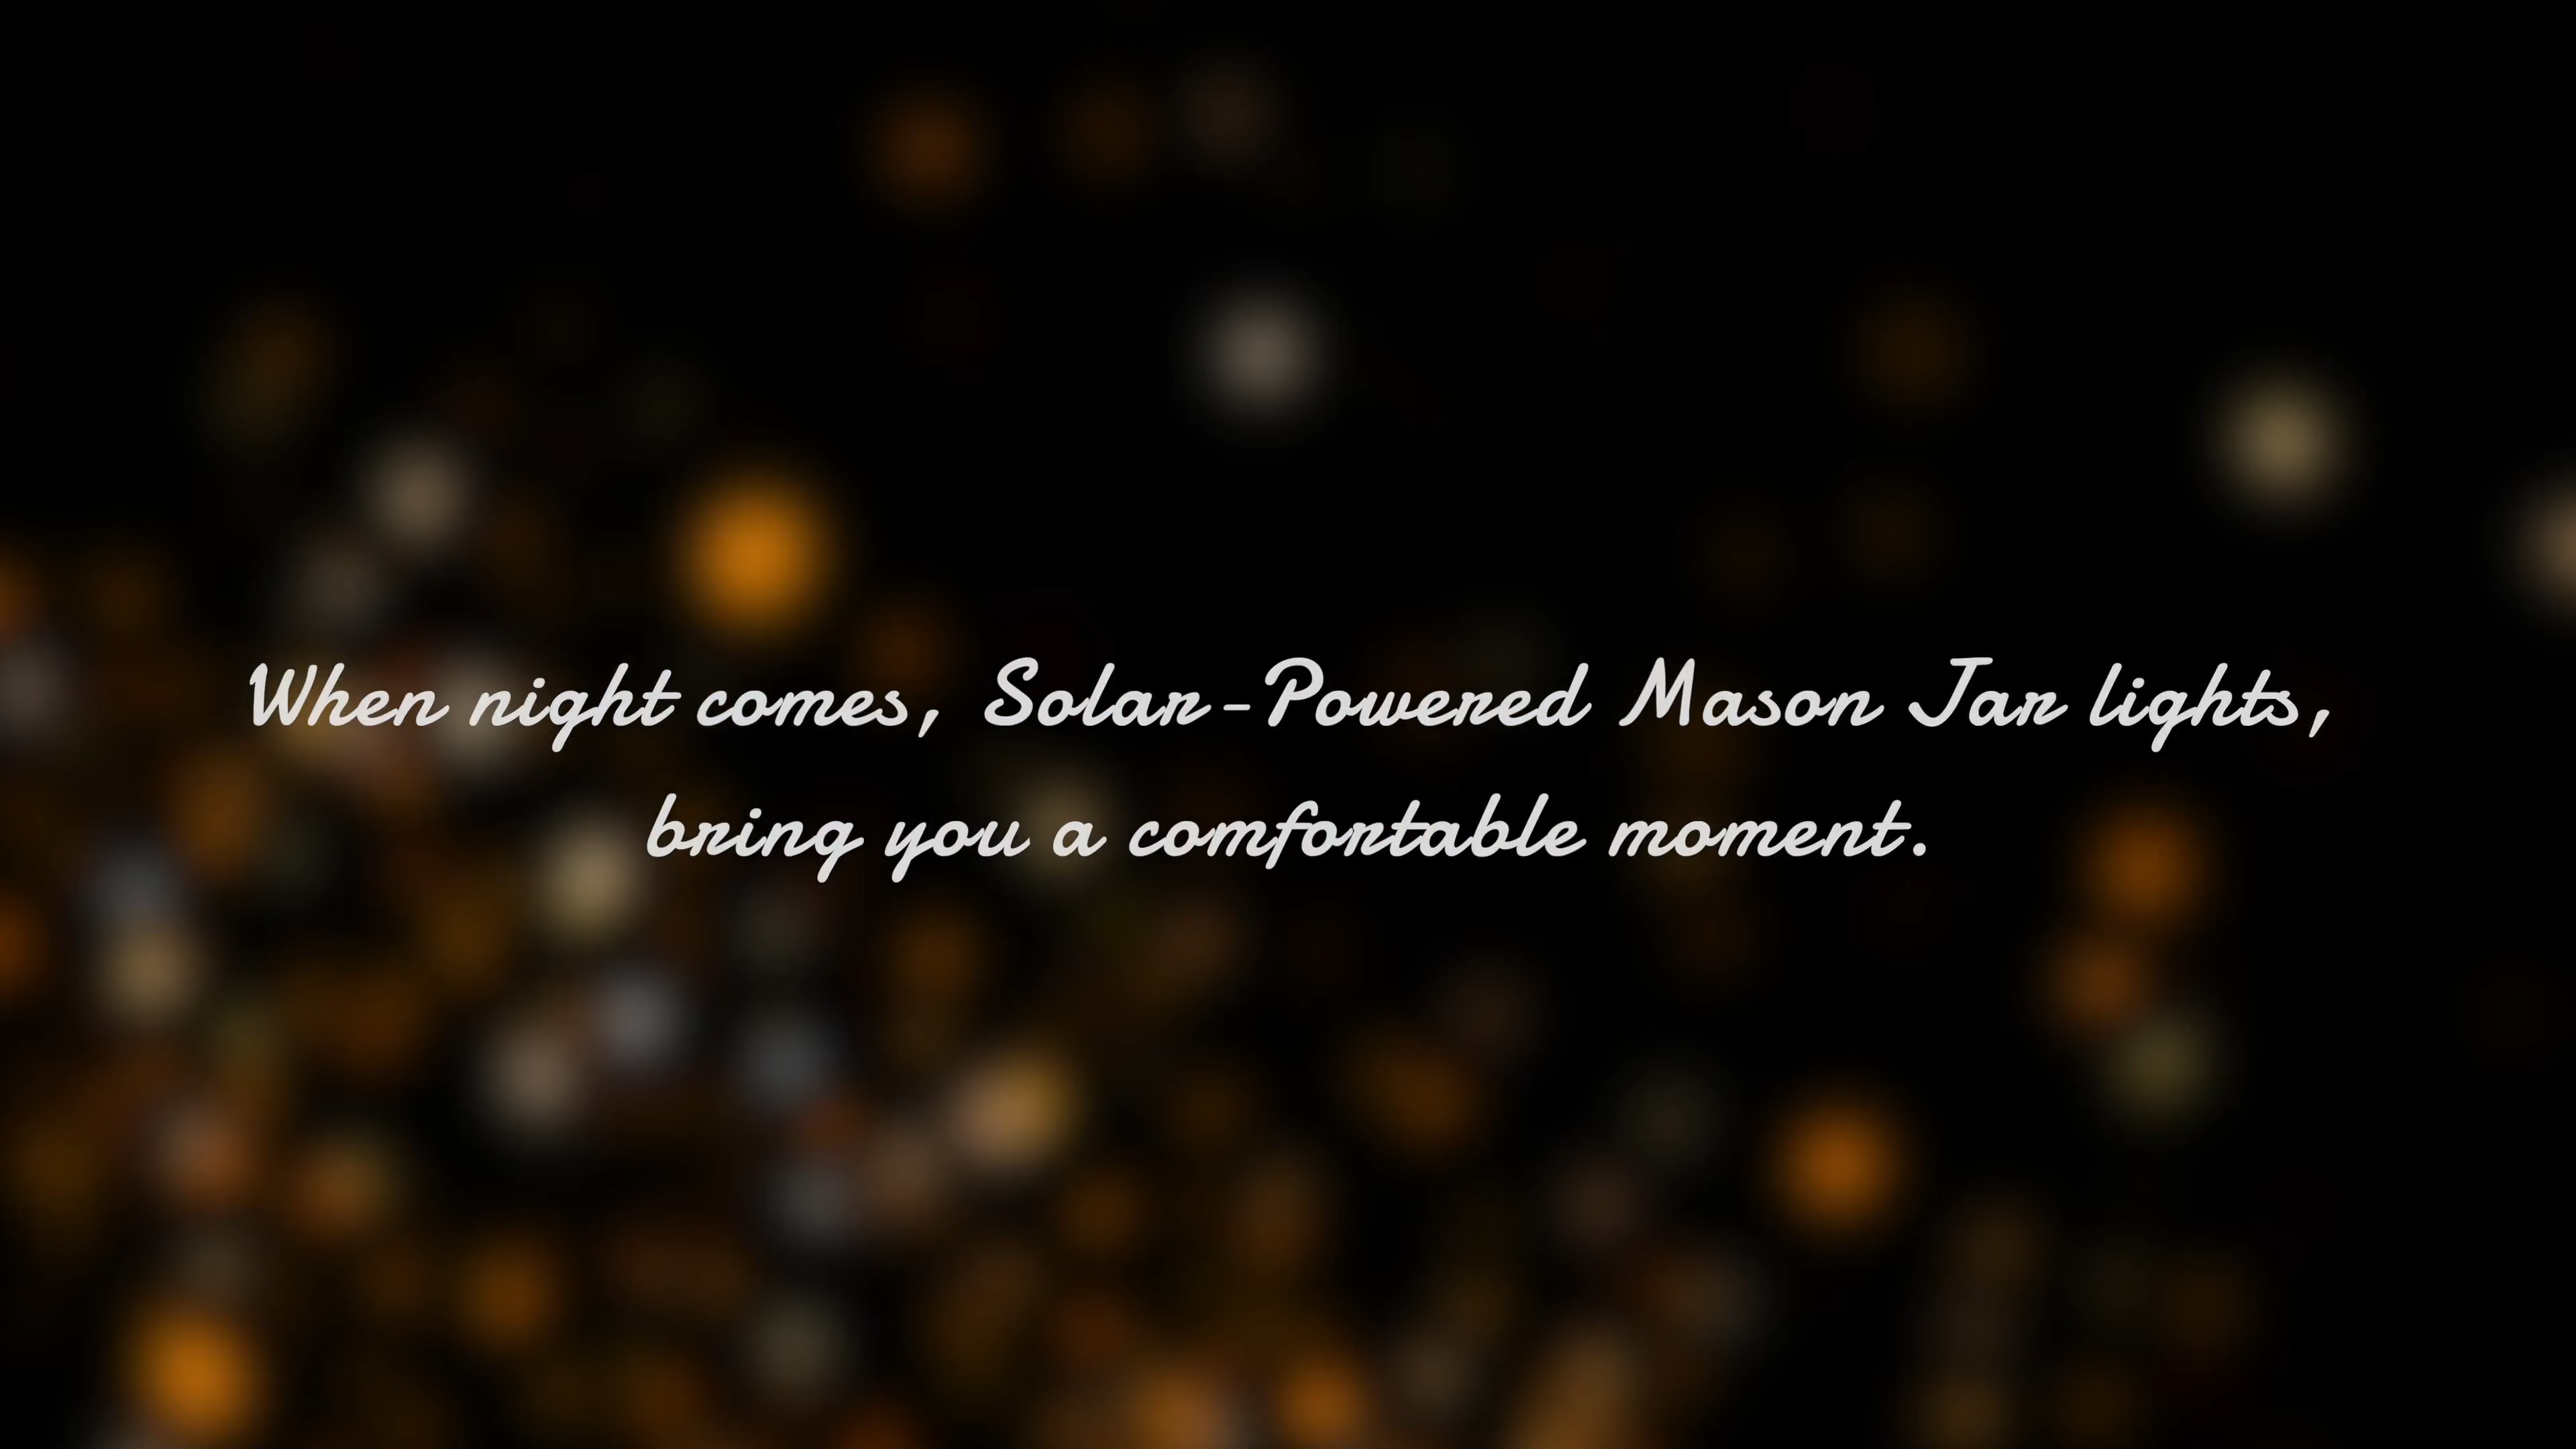 When night comes, Solar-Powered Mason Jar lights,
bring you a comfortable moment.